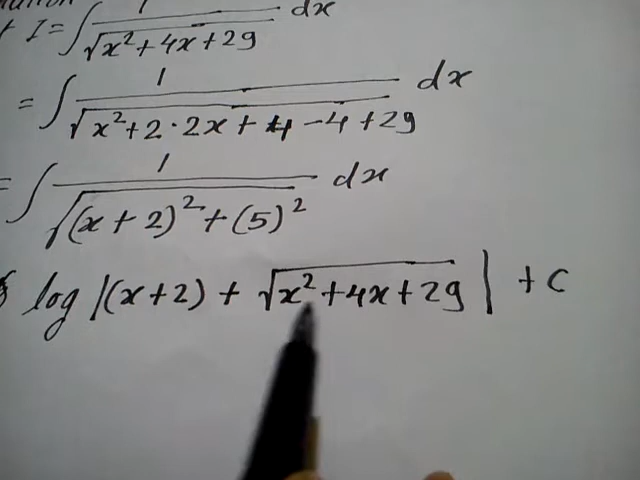 I = ∫ 1/√(x² + 4x + 29) dx
= ∫ 1/√(x² + 2 · 2x + 4 - 4 + 29) dx
= ∫ 1/√((x + 2)² + (5)²) dx
log |(x + 2) + √(x² + 4x + 29)| + c